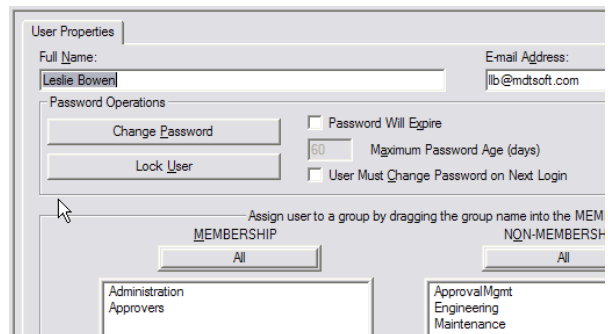 User Properties
Full Name:
E-mail Address:
Leslie Bowen
llb@mdtsoft.com
Password Operations
Change Password
Password Will Expire
60
Maximum Password Age (days)
Lock User
User Must Change Password on Next Login
Assign user to a group by dragging the group name into the MEM
MEMBERSHIP
NON-MEMBERSH
All
All
Administration
Approvers
ApprovalMgmt
Engineering
Maintenance